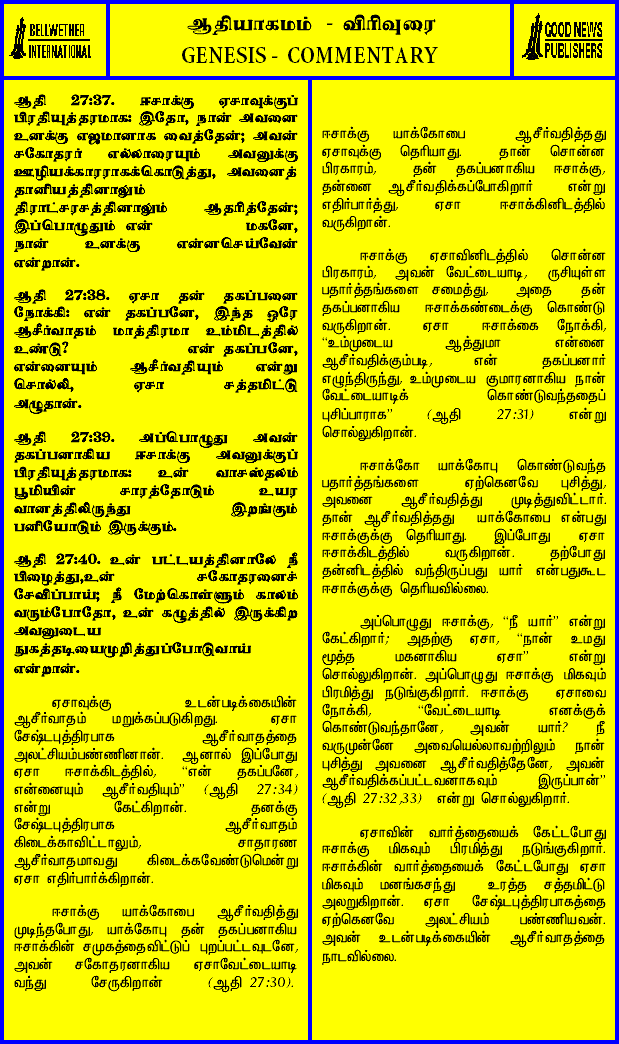 BELLWETHER
INTERNATIONAL
ஆதியாகமம் - விரிவுரை
GENESIS - COMMENTARY
GOOD NEWS
PUBLISHERS
ஆதி 27:37. ஈசாக்கு ஏசாவுக்குப்
பிரதியுத்தரமாக: இதோ, நான் அவனை
உனக்கு எஜமானாக வைத்தேன்; அவன்
சகோதரர் எல்லாரையும் அவனுக்கு
ஊழியக்காரராகக்கொடுத்து, அவனைத்
தானியத்தினாலும்
திராட்சரசத்தினாலும் ஆதரித்தேன்;
இப்பொழுதும் என் மகனே,
நான் உனக்கு என்னசெய்வேன்
என்றான்.
ஆதி 27:38. ஏசா தன் தகப்பனை
நோக்கி: என் தகப்பனே, இந்த ஒரே
ஆசீர்வாதம் மாத்திரமா உம்மிடத்தில்
உண்டு? என் தகப்பனே,
என்னையும் ஆசீர்வதியும் என்று
சொல்லி, ஏசா சத்தமிட்டு
அழுதான்.
ஆதி 27:39. அப்பொழுது அவன்
தகப்பனாகிய ஈசாக்கு அவனுக்குப்
பிரதியுத்தரமாக: உன் வாசஸ்தலம்
பூமியின் சாரத்தோடும் உயர
வானத்திலிருந்து இறங்கும்
பனியோடும் இருக்கும்.
ஆதி 27:40. உன் பட்டயத்தினாலே நீ
பிழைத்து,உன் சகோதரனைச்
சேவிப்பாய்; நீ மேற்கொள்ளும் காலம்
வரும்போதோ, உன் கழுத்தில் இருக்கிற
அவனுடைய
நுகத்தடியைமுறித்துப்போடுவாய்
என்றான்.
ஏசாவுக்கு உடன்படிக்கையின்
ஆசீர்வாதம் மறுக்கப்படுகிறது. ஏசா
சேஷ்டபுத்திரபாக ஆசீர்வாதத்தை
அலட்சியம்பண்ணினான். ஆனால் இப்போது
ஏசா ஈசாக்கிடத்தில், “என் தகப்பனே,
என்னையும் ஆசீர்வதியும்” (ஆதி 27:34)
என்று கேட்கிறான். தனக்கு
சேஷ்டபுத்திரபாக ஆசீர்வாதம்
கிடைக்காவிட்டாலும், சாதாரண
ஆசீர்வாதமாவது கிடைக்கவேண்டுமென்று
ஏசா எதிர்பார்க்கிறான்.
ஈசாக்கு யாக்கோபை ஆசீர்வதித்து
முடிந்தபோது, யாக்கோபு தன் தகப்பனாகிய
ஈசாக்கின் சமுகத்தைவிட்டுப் புறப்பட்டவுடனே,
அவன் சகோதரனாகிய ஏசாவேட்டையாடி
வந்து சேருகிறான் (ஆதி 27:30).
ஈசாக்கு யாக்கோபை ஆசீர்வதித்தது
ஏசாவுக்கு தெரியாது. தான் சொன்ன
பிரகாரம், தன் தகப்பனாகிய ஈசாக்கு,
தன்னை ஆசீர்வதிக்கப்போகிறார் என்று
எதிர்பார்த்து, ஏசா ஈசாக்கினிடத்தில்
வருகிறான்.
ஈசாக்கு ஏசாவினிடத்தில் சொன்ன
பிரகாரம், அவன் வேட்டையாடி, ருசியுள்ள
பதார்த்தங்களை சமைத்து, அதை தன்
தகப்பனாகிய ஈசாக்கண்டைக்கு கொண்டு
வருகிறான். ஏசா ஈசாக்கை நோக்கி,
“உம்முடைய ஆத்துமா என்னை
ஆசீர்வதிக்கும்படி, என் தகப்பனார்
எழுந்திருந்து, உம்முடைய குமாரனாகிய நான்
வேட்டையாடிக் கொண்டுவந்ததைப்
புசிப்பாராக” (ஆதி 27:31) என்று
சொல்லுகிறான்.
ஈசாக்கோ யாக்கோபு கொண்டுவந்த
பதார்த்தங்களை ஏற்கெனவே புசித்து,
அவனை ஆசீர்வதித்து முடித்துவிட்டார்.
தான் ஆசீர்வதித்தது யாக்கோபை என்பது
ஈசாக்குக்கு தெரியாது. இப்போது ஏசா
ஈசாக்கிடத்தில் வருகிறான். தற்போது
தன்னிடத்தில் வந்திருப்பது யார் என்பதுகூட
ஈசாக்குக்கு தெரியவில்லை.
அப்பொழுது ஈசாக்கு, “நீ யார்” என்று
கேட்கிறார்; அதற்கு ஏசா, “நான் உமது
மூத்த மகனாகிய ஏசா” என்று
சொல்லுகிறான். அப்பொழுது ஈசாக்கு மிகவும்
பிரமித்து நடுங்குகிறார். ஈசாக்கு ஏசாவை
நோக்கி, “வேட்டையாடி எனக்குக்
கொண்டுவந்தானே, அவன் யார்? நீ
வருமுன்னே அவையெல்லாவற்றிலும் நான்
புசித்து அவனை ஆசீர்வதித்தேனே, அவன்
ஆசீர்வதிக்கப்பட்டவனாகவும் இருப்பான்”
(ஆதி 27:32,33) என்று சொல்லுகிறார்.
ஏசாவின் வார்த்தையைக் கேட்டபோது
ஈசாக்கு மிகவும் பிரமித்து நடுங்குகிறார்.
ஈசாக்கின் வார்த்தையைக் கேட்டபோது ஏசா
மிகவும் மனங்கசந்து உரத்த சத்தமிட்டு
அலறுகிறான். ஏசா சேஷ்டபுத்திரபாகத்தை
ஏற்கெனவே அலட்சியம் பண்ணியவன்.
அவன் உடன்படிக்கையின் ஆசீர்வாதத்தை
நாடவில்லை.